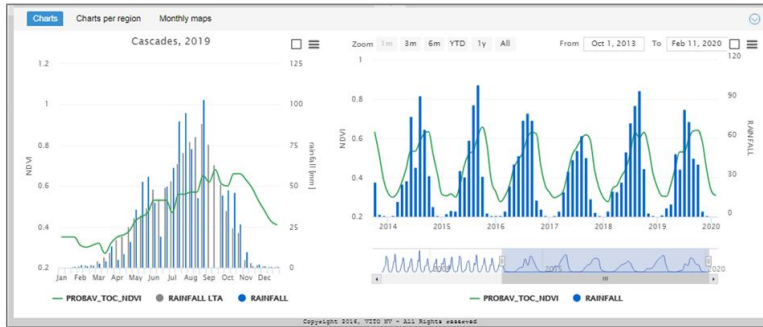 Charts Charts per region Monthly maps
Cascades, 2019
1.2
1
0.8
0.6
0.4
0.2
NDVI
125
100
75
50
25
0
rainfall [mm]
Jan Feb Mar Apr May Jun Jul Aug Sep Oct Nov Dec
PROBAV_TOC_NDVI RAINFALL LTA RAINFALL
Zoom 1m 3m 6m YTD 1y All From Oct 1, 2013 To Feb 11, 2020
1
0.8
0.6
0.4
0.2
NDVI
120
90
60
30
0
RAINFALL
2014 2015 2016 2017 2018 2019 2020
2015 2020
PROBAV_TOC_NDVI RAINFALL
Copyright 2016, VITO NV - All Rights reserved